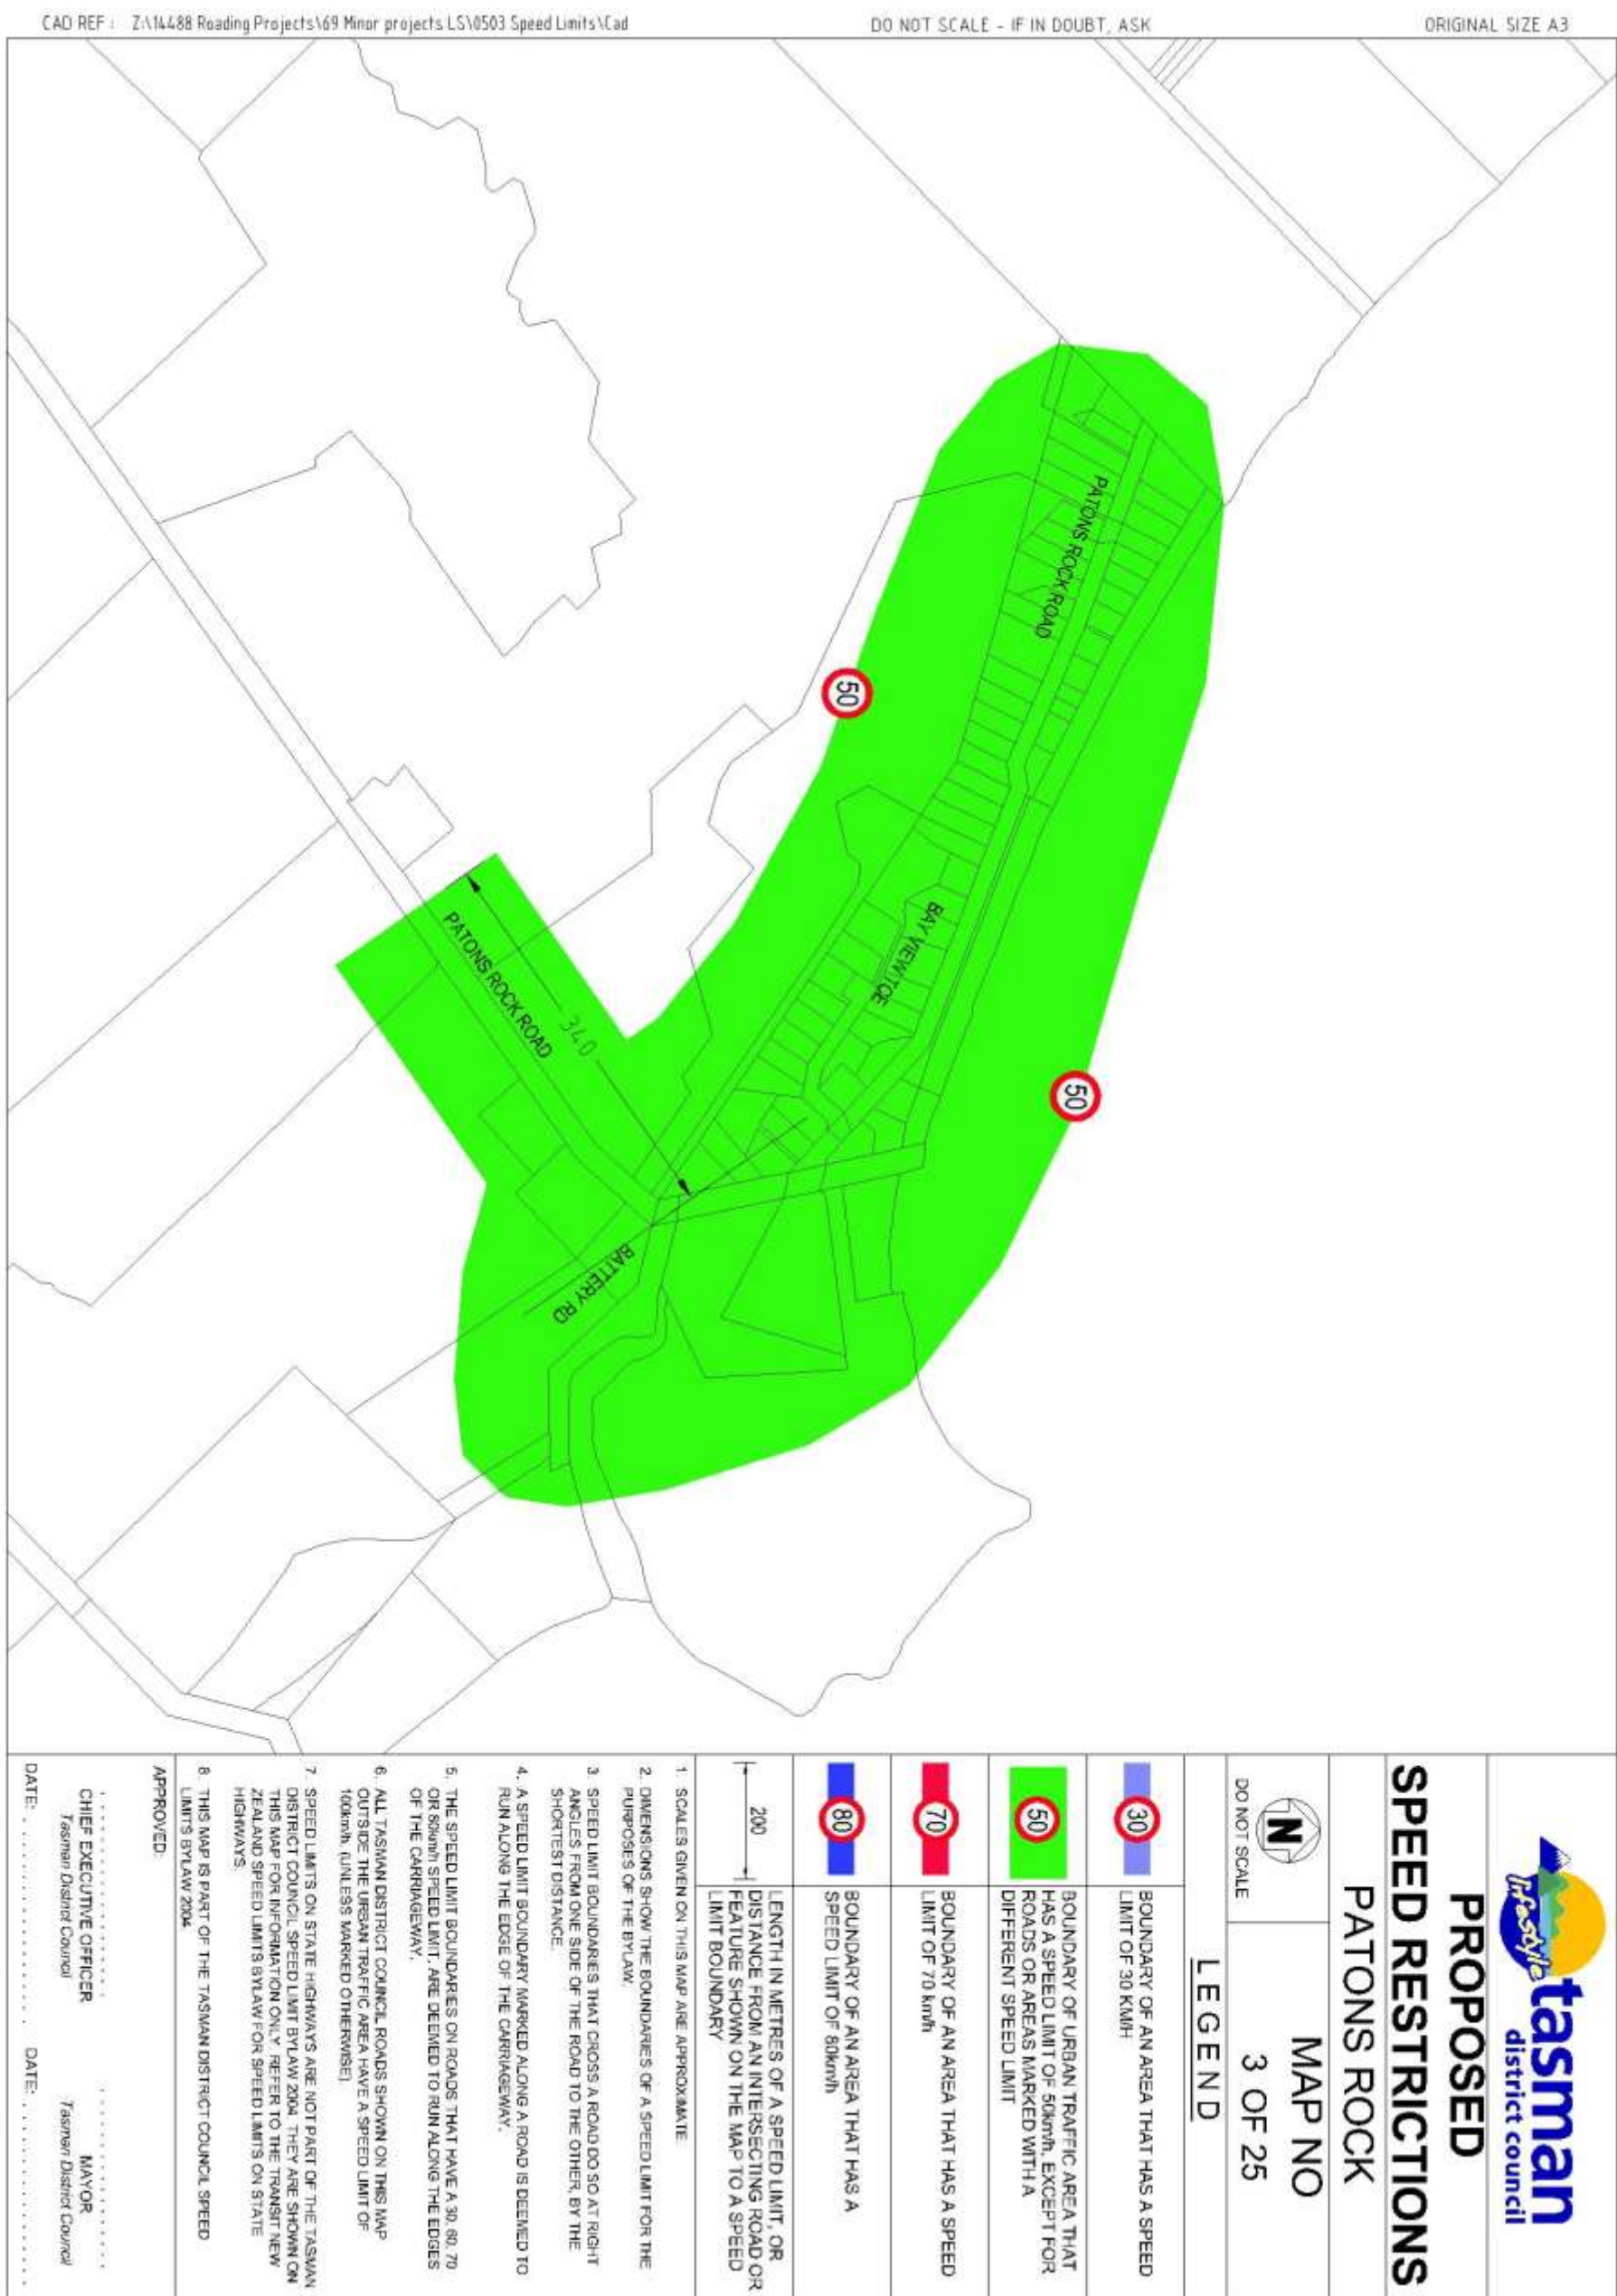 CAD REF : Z:\14488 Roading Projects\69 Minor projects LS\0503 Speed Limits\Cad
DO NOT SCALE - IF IN DOUBT, ASK
ORIGINAL SIZE A3
PATONS ROCK ROAD
50
BAY VIEW TCE
50
PATONS ROCK ROAD
340
BATTERY RD
Lifestyle
tasman
district council
PROPOSED
SPEED RESTRICTIONS
PATONS ROCK
N
DO NOT SCALE
MAP NO
3 OF 25
LEGEND
30
BOUNDARY OF AN AREA THAT HAS A SPEED
LIMIT OF 30 KM/H
50
BOUNDARY OF URBAN TRAFFIC AREA THAT
HAS A SPEED LIMIT OF 50km/h, EXCEPT FOR
ROADS OR AREAS MARKED WITH A
DIFFERENT SPEED LIMIT
70
BOUNDARY OF AN AREA THAT HAS A SPEED
LIMIT OF 70 km/h
80
BOUNDARY OF AN AREA THAT HAS A
SPEED LIMIT OF 80km/h
200
LENGTH IN METRES OF A SPEED LIMIT, OR
DISTANCE FROM AN INTERSECTING ROAD OR
FEATURE SHOWN ON THE MAP TO A SPEED
LIMIT BOUNDARY
1. SCALES GIVEN ON THIS MAP ARE APPROXIMATE.
2. DIMENSIONS SHOW THE BOUNDARIES OF A SPEED LIMIT FOR THE
PURPOSES OF THE BYLAW.
3. SPEED LIMIT BOUNDARIES THAT CROSS A ROAD DO SO AT RIGHT
ANGLES FROM ONE SIDE OF THE ROAD TO THE OTHER, BY THE
SHORTEST DISTANCE.
4. A SPEED LIMIT BOUNDARY MARKED ALONG A ROAD IS DEEMED TO
RUN ALONG THE EDGE OF THE CARRIAGEWAY.
5. THE SPEED LIMIT BOUNDARIES ON ROADS THAT HAVE A 30, 60, 70
OR 80km/h SPEED LIMIT, ARE DEEMED TO RUN ALONG THE EDGES
OF THE CARRIAGEWAY.
6. ALL TASMAN DISTRICT COUNCIL ROADS SHOWN ON THIS MAP
OUTSIDE THE URBAN TRAFFIC AREA HAVE A SPEED LIMIT OF
100km/h. (UNLESS MARKED OTHERWISE)
7. SPEED LIMITS ON STATE HIGHWAYS ARE NOT PART OF THE TASMAN
DISTRICT COUNCIL SPEED LIMIT BYLAW 2004. THEY ARE SHOWN ON
THIS MAP FOR INFORMATION ONLY. REFER TO THE TRANSIT NEW
ZEALAND SPEED LIMITS BYLAW FOR SPEED LIMITS ON STATE
HIGHWAYS.
8. THIS MAP IS PART OF THE TASMAN DISTRICT COUNCIL SPEED
LIMITS BYLAW 2004
APPROVED:
CHIEF EXECUTIVE OFFICER
Tasman District Council
MAYOR
Tasman District Council
DATE: ............... DATE: ...............